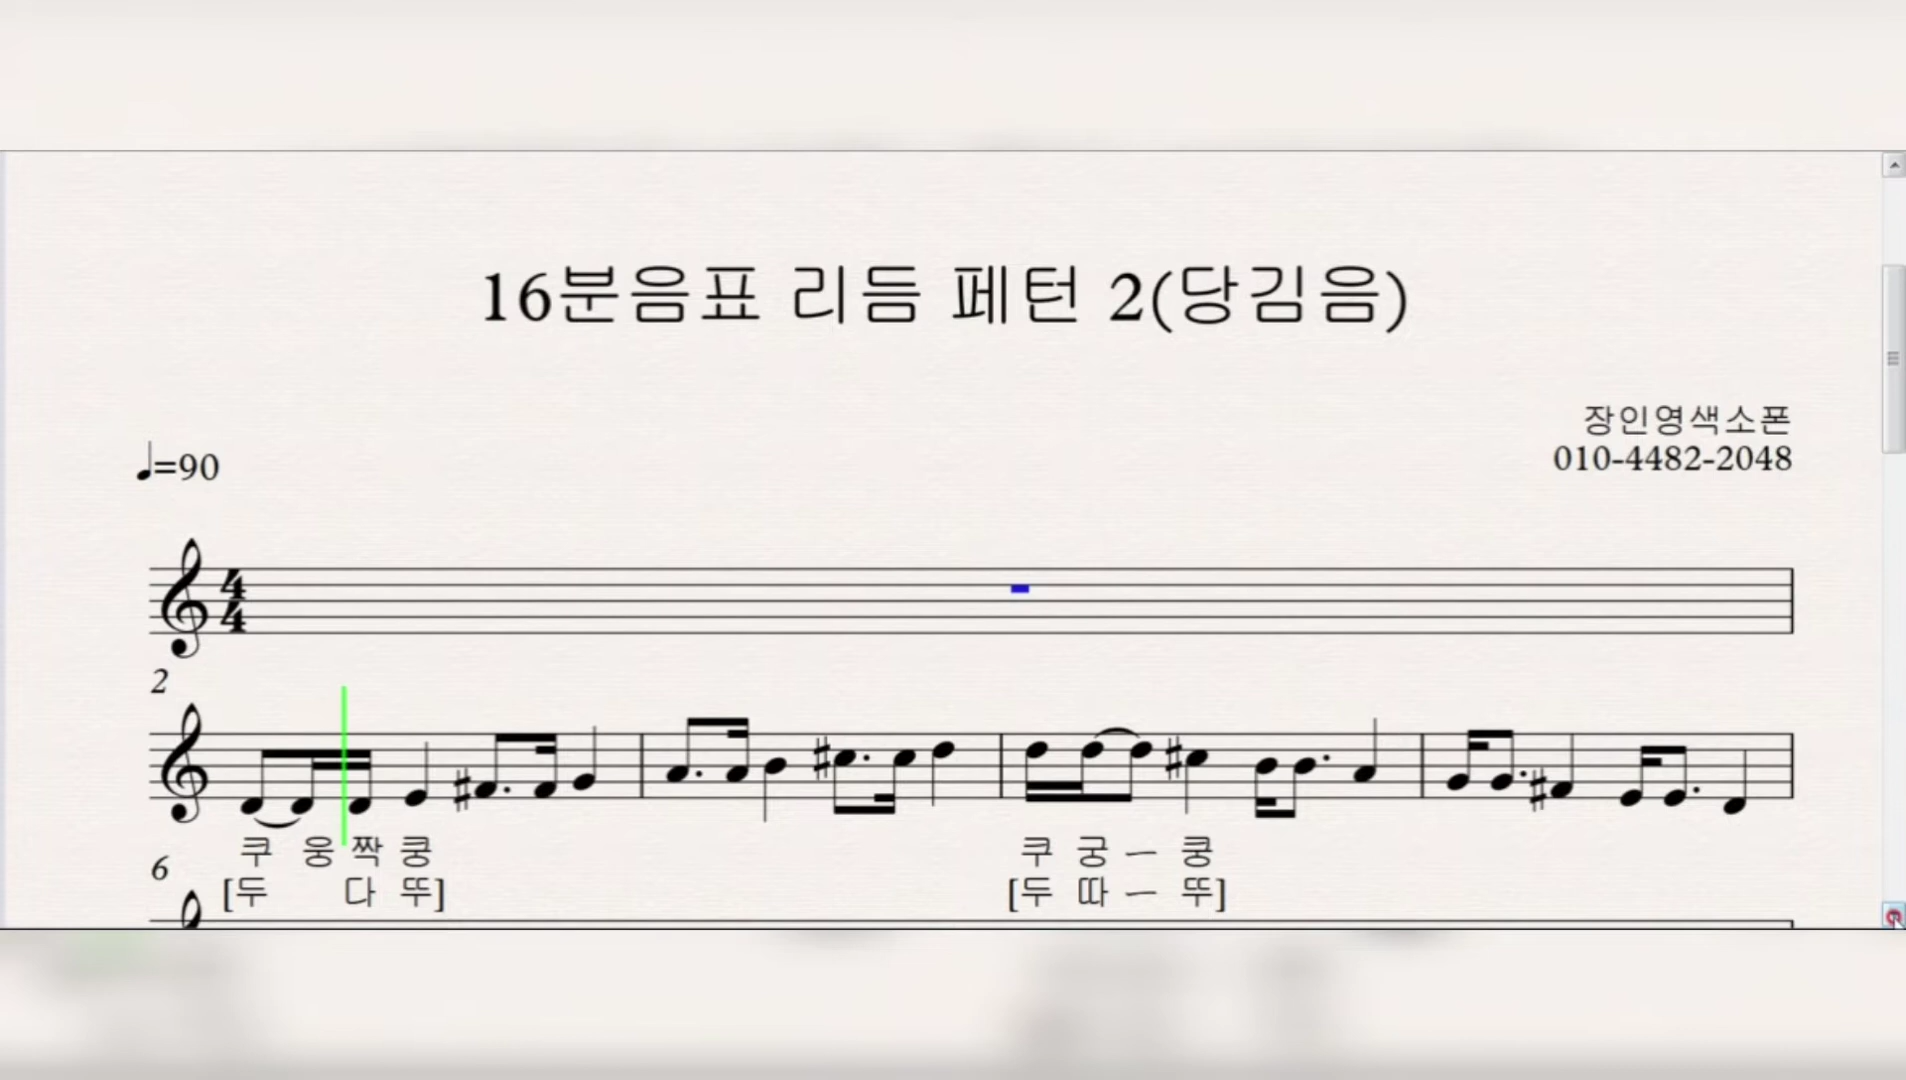 16분음표 리듬 페턴 2(당김음)
장인영색소폰
♩=90
010-4482-2048
4
4
2
쿠 웅 짝 쿵 쿠 궁 ㅡ 쿵
6
[두 다 뚜] [두 따 ㅡ 뚜]